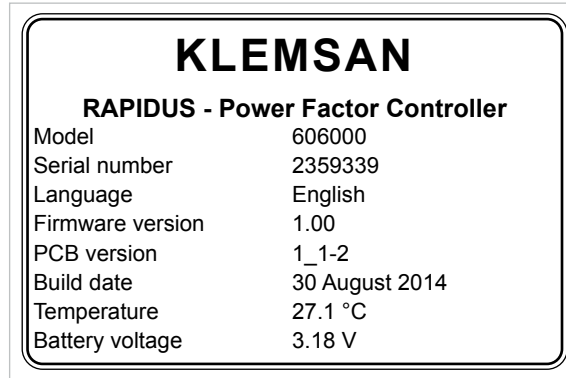 KLEMSAN
RAPIDUS - Power Factor Controller
Model 606000
Serial number 2359339
Language English
Firmware version 1.00
PCB version 1_1-2
Build date 30 August 2014
Temperature 27.1 °C
Battery voltage 3.18 V